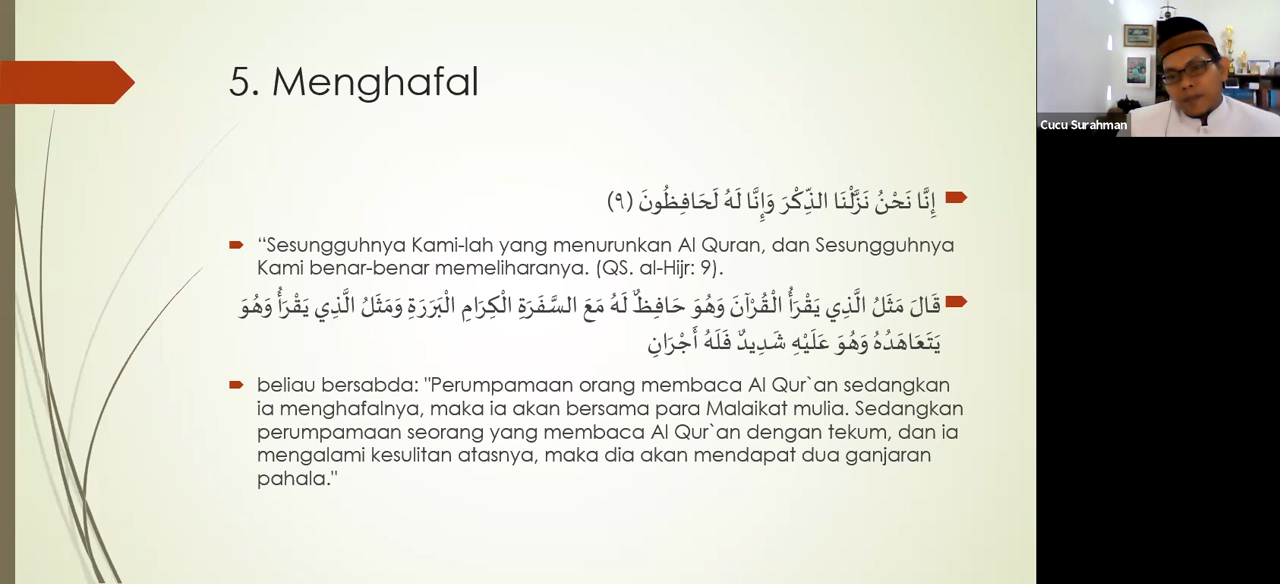 5. Menghafal
إِنَّا نَحْنُ نَزَّلْنَا الذِّكْرَ وَإِنَّا لَهُ لَحَافِظُونَ (٩)
“Sesungguhnya Kami-lah yang menurunkan Al Quran, dan Sesungguhnya
Kami benar-benar memeliharanya. (QS. al-Hijr: 9).
قَالَ مَثَلُ الَّذِي يَقْرَأُ الْقُرْآنَ وَهُوَ حَافِظٌ لَهُ مَعَ السَّفَرَةِ الْكِرَامِ الْبَرَرَةِ وَمَثَلُ الَّذِي يَقْرَأُ وَهُوَ
يَتَعَاهَدُهُ وَهُوَ عَلَيْهِ شَدِيدٌ فَلَهُ أَجْرَانِ
beliau bersabda: "Perumpamaan orang membaca Al Qur`an sedangkan
ia menghafalnya, maka ia akan bersama para Malaikat mulia. Sedangkan
perumpamaan seorang yang membaca Al Qur`an dengan tekum, dan ia
mengalami kesulitan atasnya, maka dia akan mendapat dua ganjaran
pahala."
Cucu Surahman